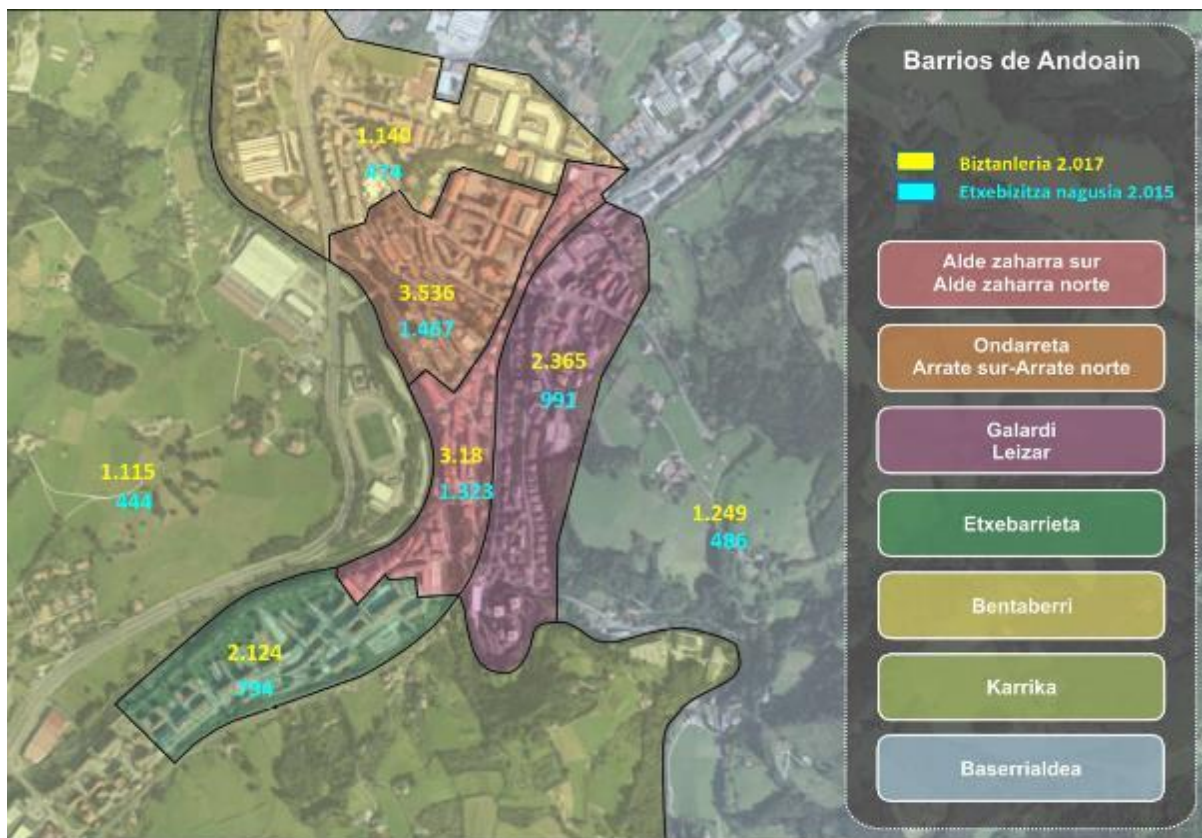 Barrios de Andoain
Biztanleria 2.017
Etxebizitza nagusia 2.015
Alde zaharra sur
Alde zaharra norte
Ondarreta
Arrate sur-Arrate norte
Galardi
Leizar
Etxebarrieta
Bentaberri
Karrika
Baserrialdea
1.140
474
3.536
1.467
2.365
991
3.18
1.323
1.115
444
1.249
486
2.124
794